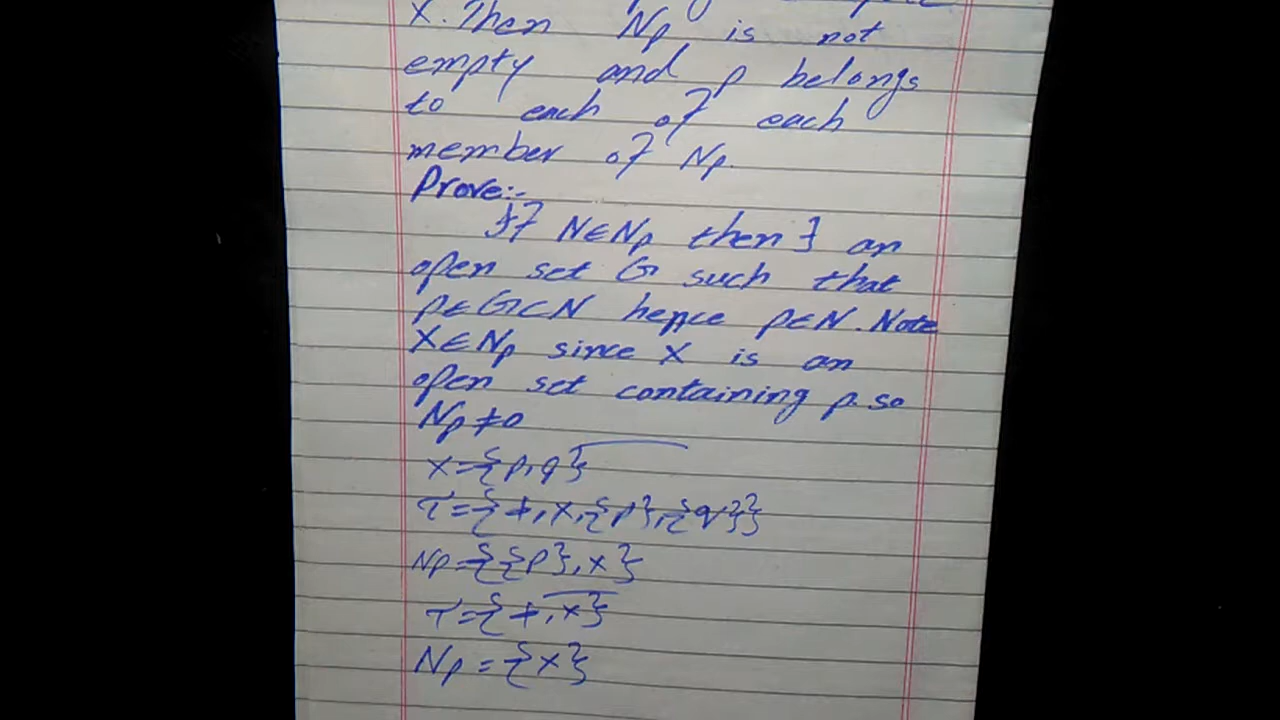 X. Then Np is not
empty and p belongs
to each of each
member of Np.
Prove:-
If N∈Np then ∃ an
open set G such that
p∈G⊂N hence p∈N. Note
X∈Np since X is an
open set containing p. so
Np≠∅
X={p,q}
τ={ϕ,X,{p},{q}}
Np={{p},X}
τ={ϕ,X}
Np={X}